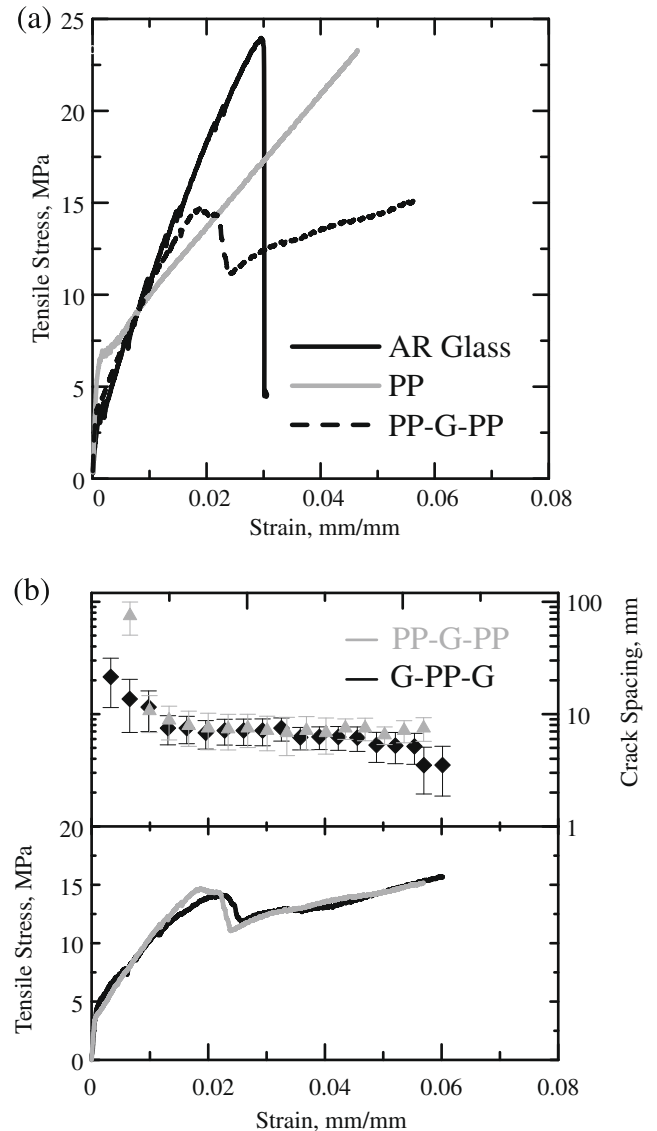 (a)
25
20
15
10
5
0
Tensile Stress, MPa
AR Glass
PP
PP-G-PP
0 0.02 0.04 0.06 0.08
Strain, mm/mm
(b)
PP-G-PP
G-PP-G
100
10
1
Crack Spacing, mm
20
15
10
5
0
Tensile Stress, MPa
0 0.02 0.04 0.06 0.08
Strain, mm/mm